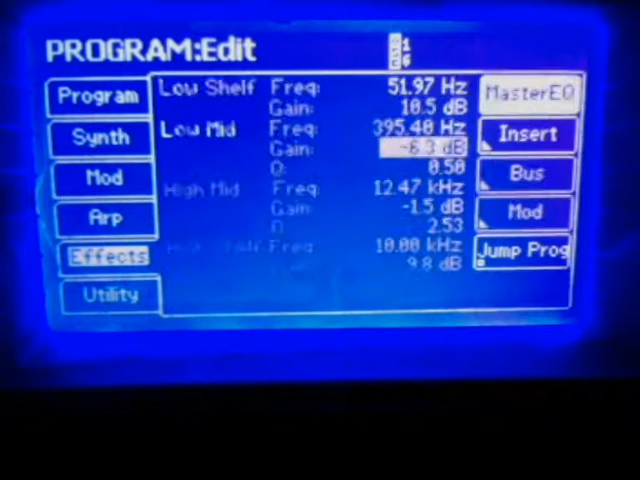 PROGRAM:Edit
1
6
Program
Synth
Mod
Arp
Effects
Utility
Low Shelf Freq: 51.97 Hz
Gain: 10.5 dB
Low Mid Freq: 395.40 Hz
Gain: -6.3 dB
Q: 0.50
High Mid Freq: 12.47 kHz
Gain: -1.5 dB
Q 2.53
Freq: 10.00 kHz
9.8 dB
MasterEQ
Insert
Bus
Mod
Jump Prog